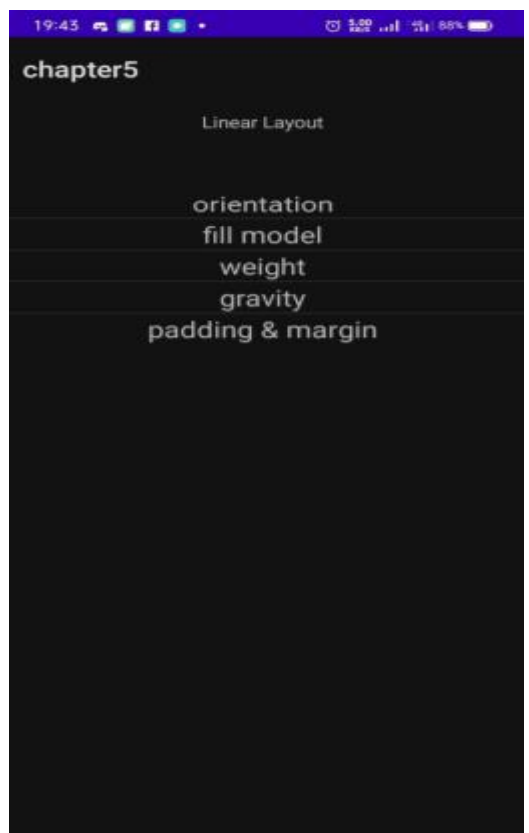 19:43 88%
chapter5
Linear Layout
orientation
fill model
weight
gravity
padding & margin